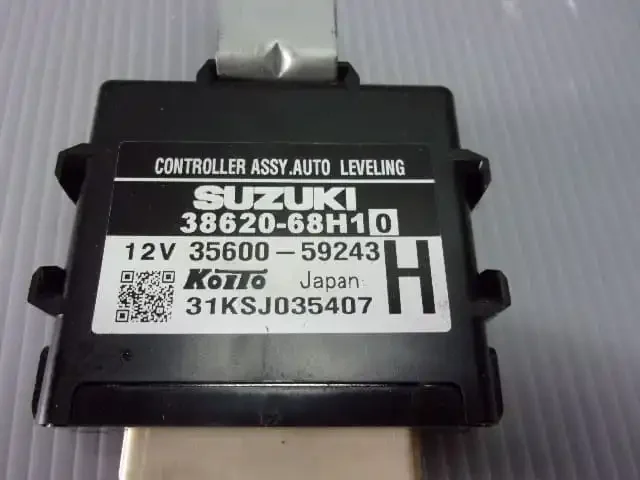 CONTROLLER ASSY.AUTO LEVELING
SUZUKI
38620-68H10
12V 35600-59243
H
KOITO Japan
31KSJ035407